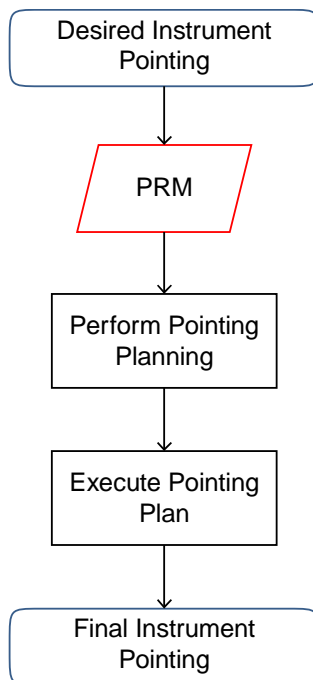 Desired Instrument
Pointing
PRM
Perform Pointing
Planning
Execute Pointing
Plan
Final Instrument
Pointing